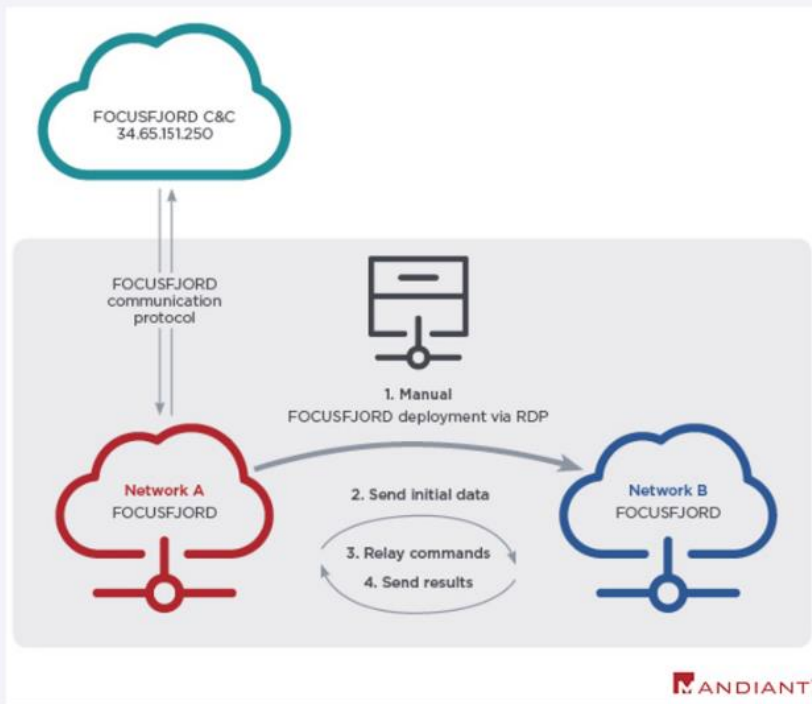 FOCUSFJORD C&C
34.65.151.250
FOCUSFJORD
communication
protocol
1. Manual
FOCUSFJORD deployment via RDP
Network A
FOCUSFJORD
2. Send initial data
Network B
FOCUSFJORD
3. Relay commands
4. Send results
MANDIANT